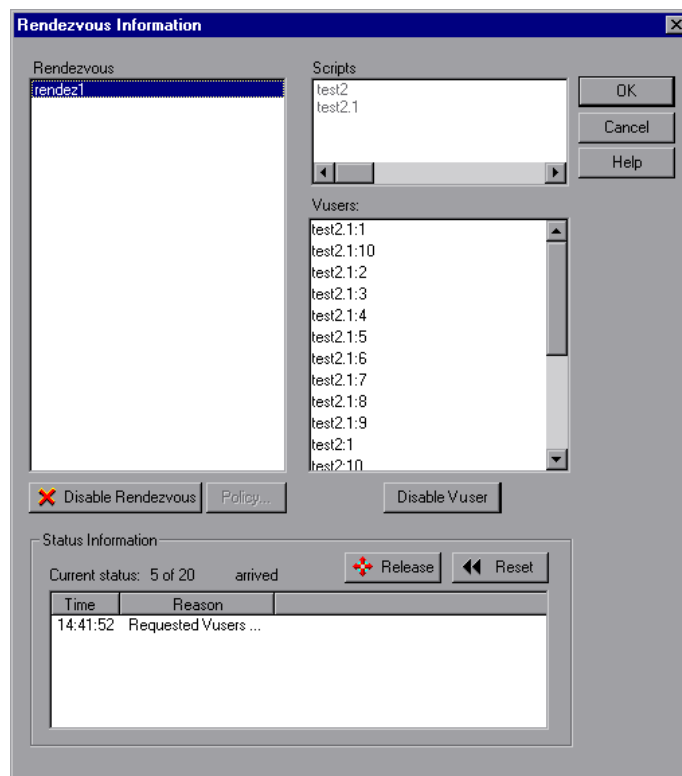 Rendezvous Information
Rendezvous
rendez1
Scripts
test2
test2.1
OK
Cancel
Help
Vusers:
test2.1:1
test2.1:10
test2.1:2
test2.1:3
test2.1:4
test2.1:5
test2.1:6
test2.1:7
test2.1:8
test2.1:9
test2:1
test2:10
Disable Rendezvous
Policy...
Disable Vuser
Status Information
Current status: 5 of 20 arrived
Release
Reset
Time Reason
14:41:52 Requested Vusers ...